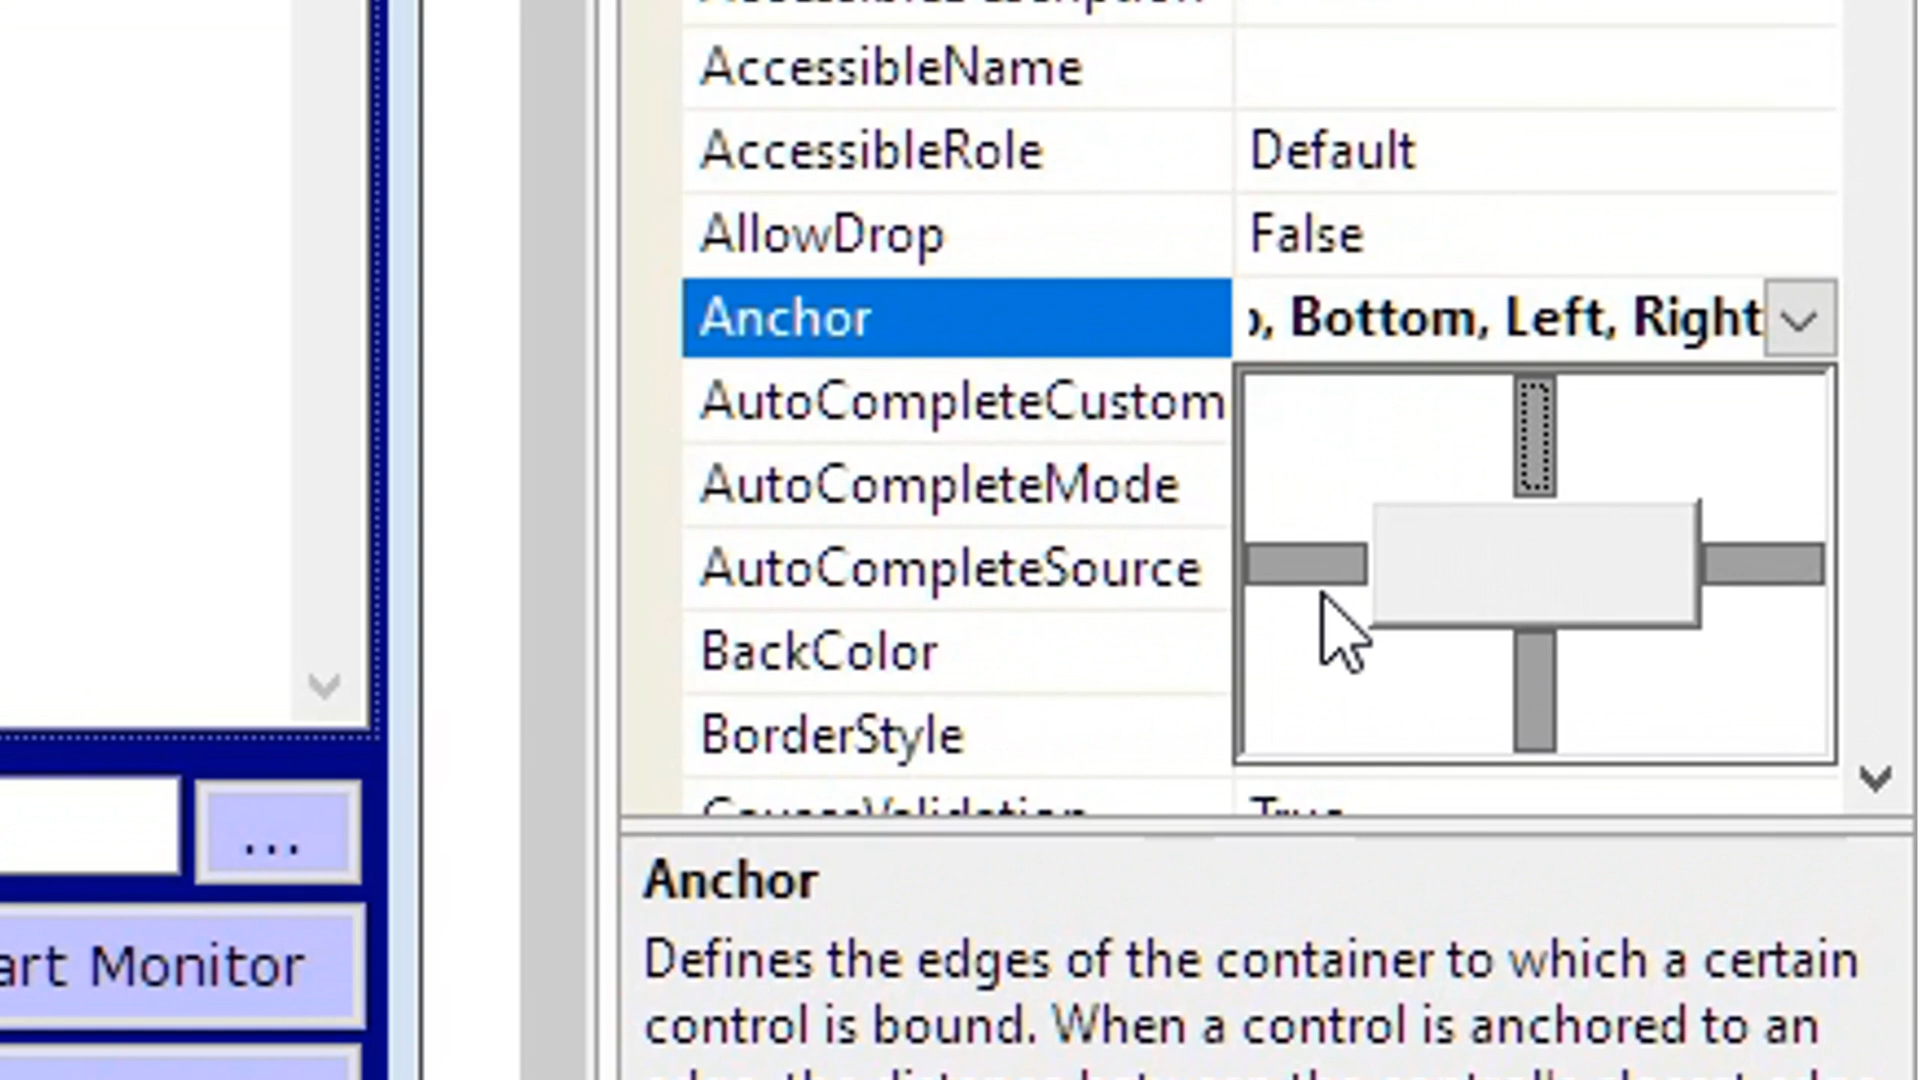 AccessibleName
AccessibleRole Default
AllowDrop False
Anchor , Bottom, Left, Right
AutoCompleteCustom
AutoCompleteMode
AutoCompleteSource
BackColor
BorderStyle
...
art Monitor
Anchor
Defines the edges of the container to which a certain
control is bound. When a control is anchored to an